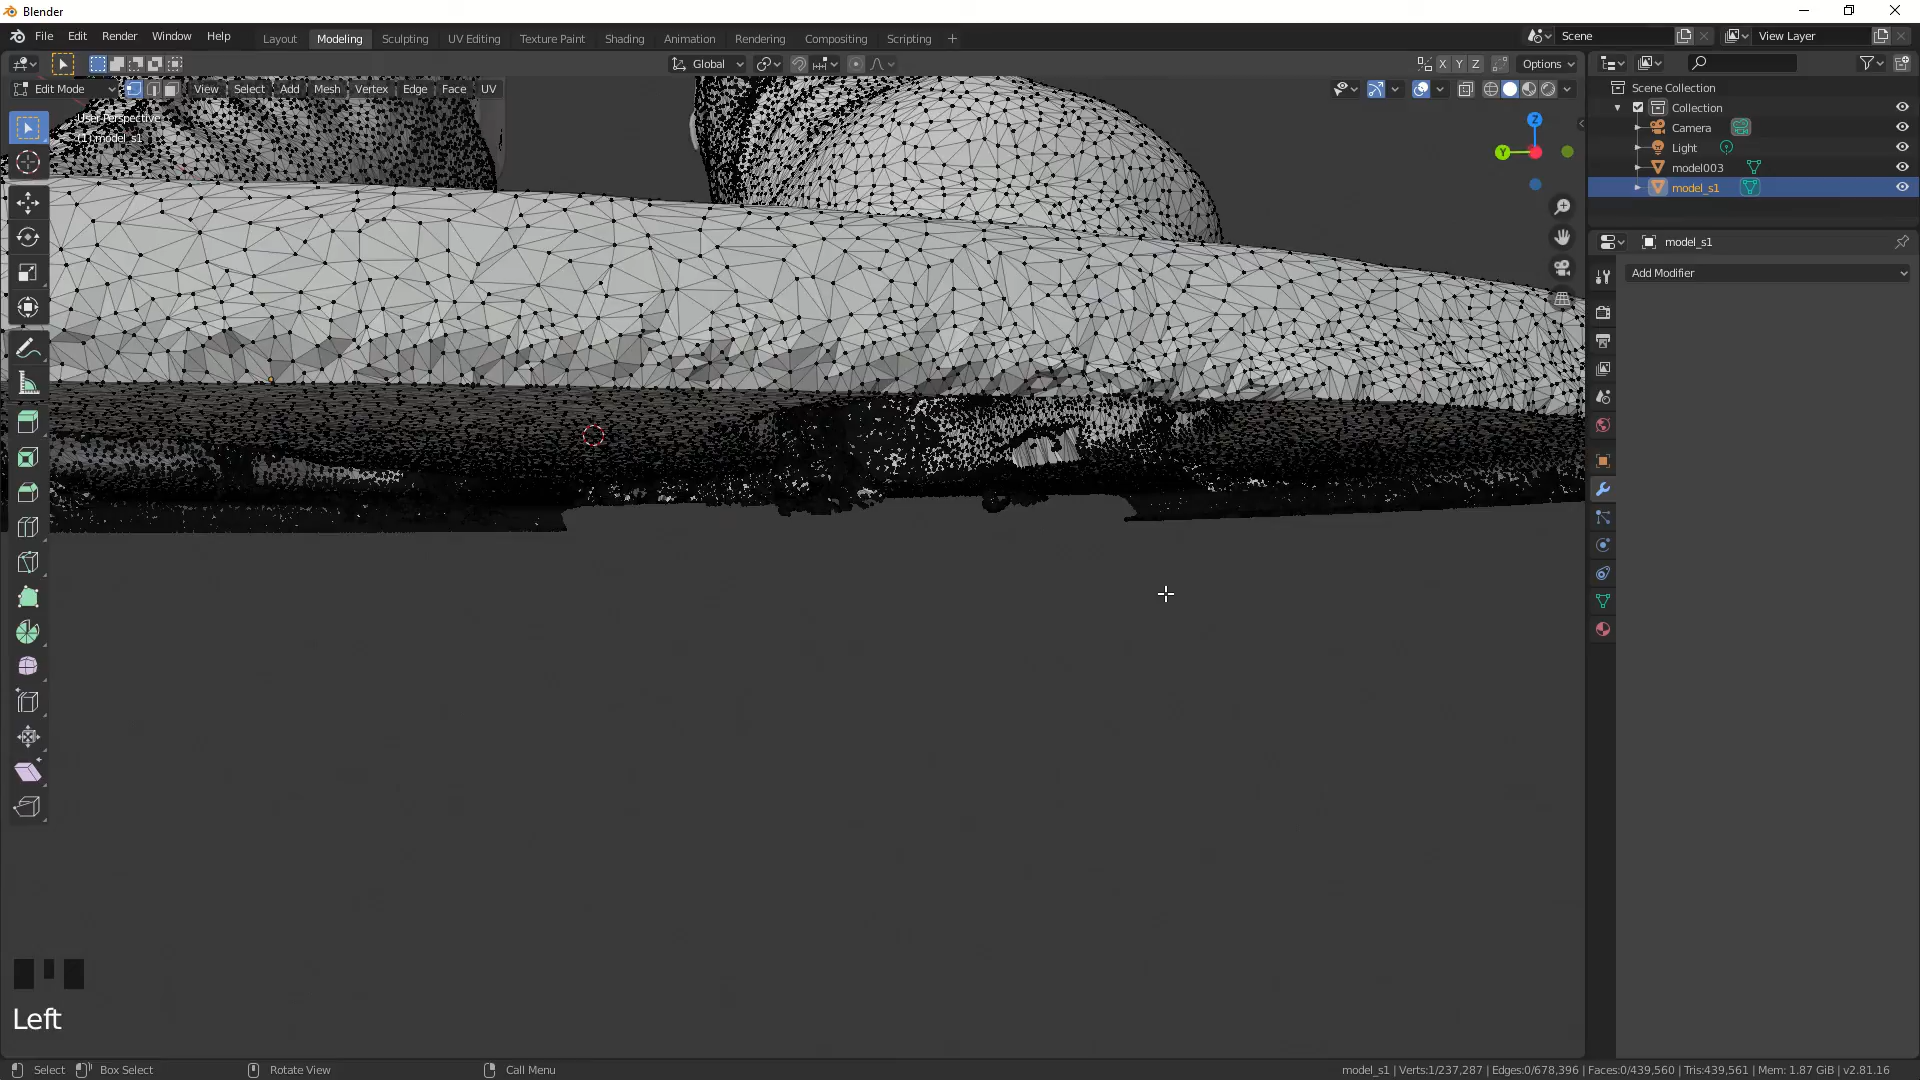 Blender
File Edit Render Window Help Layout Modeling Sculpting UV Editing Texture Paint Shading Animation Rendering Compositing Scripting + Scene View Layer
Global X Y Z Options
Edit Mode View Select Add Mesh Vertex Edge Face UV
User Perspective
(1) model_s1
Z
Y
Scene Collection
Collection
Camera
Light
model003
model_s1
model_s1
Add Modifier
Left
Select Box Select Rotate View Call Menu model_s1 | Verts:1/237,287 | Edges:0/678,396 | Faces:0/439,560 | Tris:439,561 | Mem: 1.87 GiB | v2.81.16